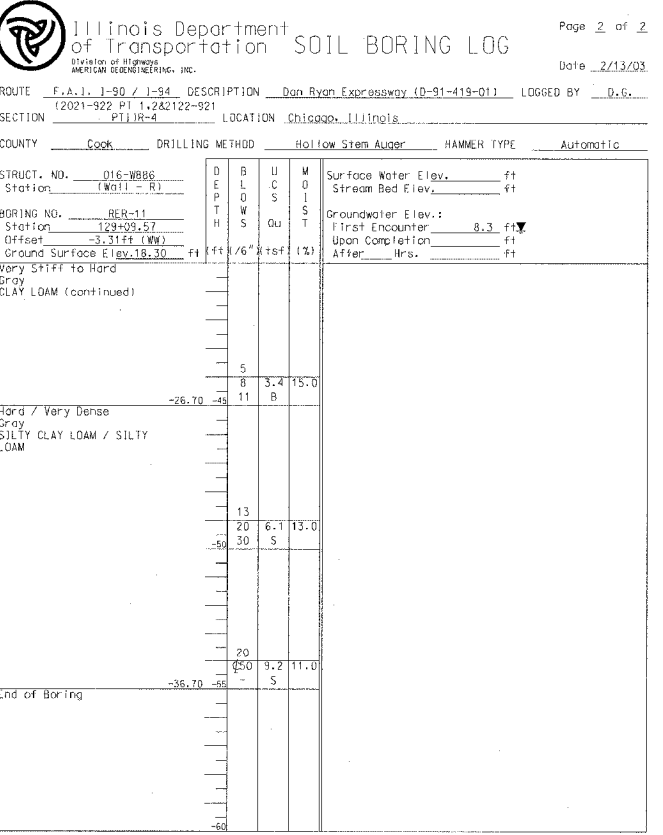 Illinois Department
of Transportation
SOIL BORING LOG
Page 2 of 2
Division of Highways
AMERICAN GEOENGINEERING, INC.
Date 2/13/03
ROUTE F.A.I. I-90 / I-94 DESCRIPTION Dan Ryan Expressway (D-91-419-01) LOGGED BY D.G.
(2021-922 PT 1,2&2122-921
SECTION PT1)R-4 LOCATION Chicago, Illinois
COUNTY Cook DRILLING METHOD Hollow Stem Auger HAMMER TYPE Automatic
STRUCT. NO. 016-W886
Station (Wall - R)
BORING NO. RER-11
Station 129+09.57
Offset -3.31ft (WW)
Ground Surface Elev.18.30 ft
DEPTH (ft)
BLOWS (/6")
UCS Qu (tsf)
MOIST (%)
Surface Water Elev. ft
Stream Bed Elev. ft
Groundwater Elev.:
First Encounter 8.3 ft▼
Upon Completion ft
After Hrs. ft
Very Stiff to Hard
Gray
CLAY LOAM (continued)
5
8 3.4 15.0
-26.70 -45 11 B
Hard / Very Dense
Gray
SILTY CLAY LOAM / SILTY
LOAM
13
20 6.1 13.0
-50 30 S
20
50 9.2 11.0
-36.70 -55 - S
End of Boring
-60